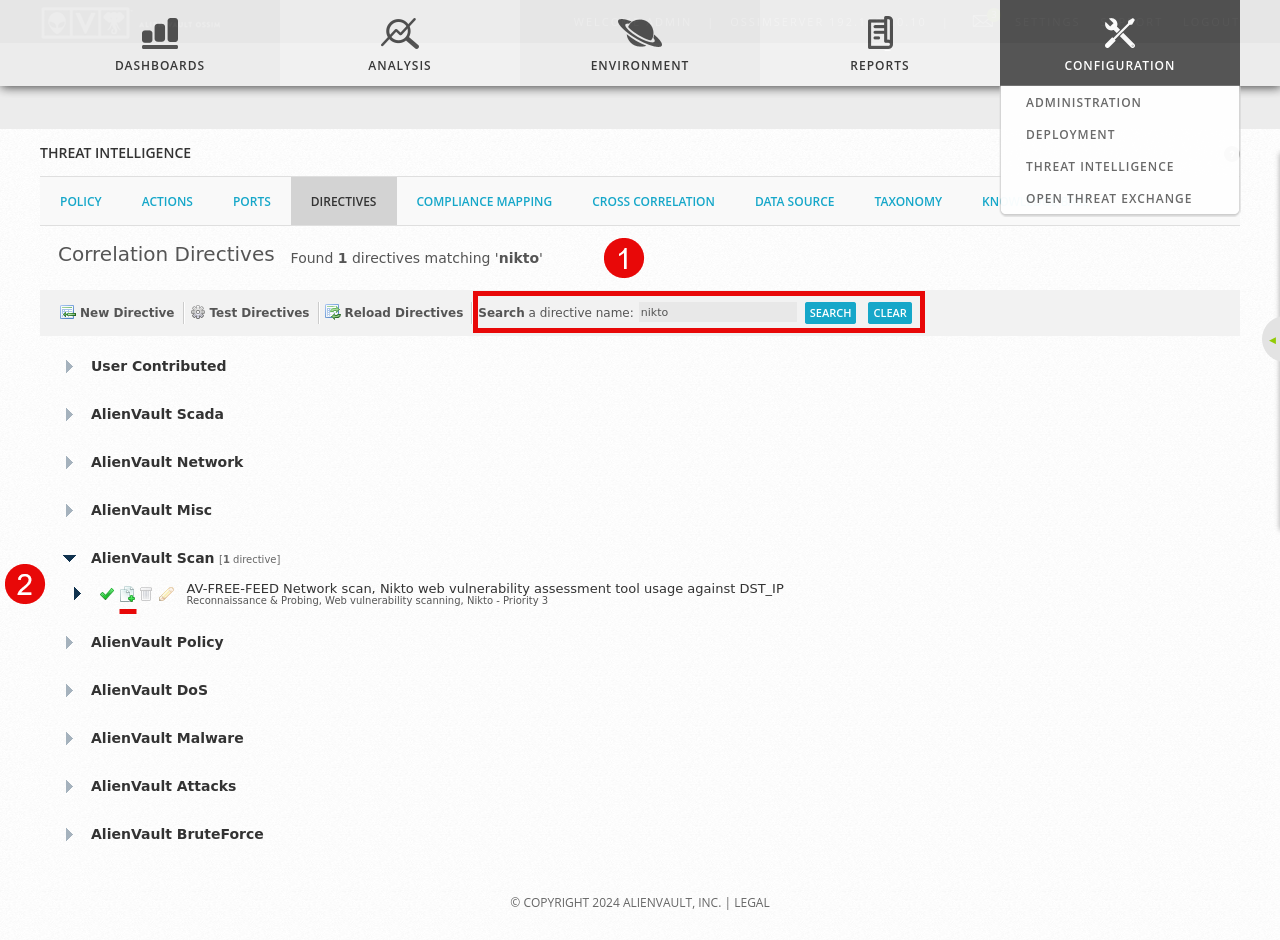 DASHBOARDS
ANALYSIS
ENVIRONMENT
REPORTS
CONFIGURATION
ADMINISTRATION
DEPLOYMENT
THREAT INTELLIGENCE
OPEN THREAT EXCHANGE
THREAT INTELLIGENCE
POLICY ACTIONS PORTS DIRECTIVES COMPLIANCE MAPPING CROSS CORRELATION DATA SOURCE TAXONOMY
Correlation Directives Found 1 directives matching 'nikto'
1
New Directive Test Directives Reload Directives Search a directive name: nikto SEARCH CLEAR
User Contributed
AlienVault Scada
AlienVault Network
AlienVault Misc
AlienVault Scan [1 directive]
2
AV-FREE-FEED Network scan, Nikto web vulnerability assessment tool usage against DST_IP
Reconnaissance & Probing, Web vulnerability scanning, Nikto - Priority 3
AlienVault Policy
AlienVault DoS
AlienVault Malware
AlienVault Attacks
AlienVault BruteForce
© COPYRIGHT 2024 ALIENVAULT, INC. | LEGAL